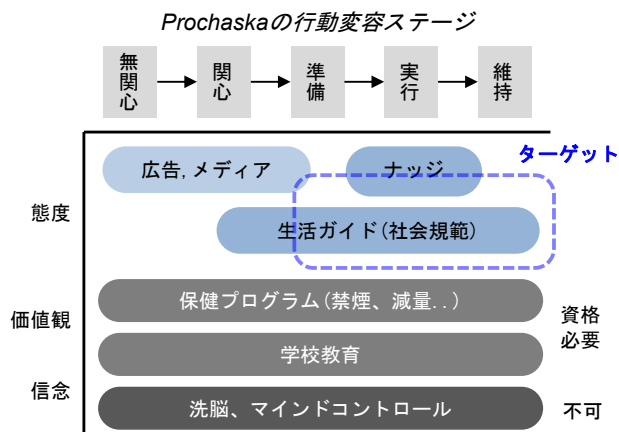 Prochaskaの行動変容ステージ
無関心
関心
準備
実行
維持
広告, メディア
ナッジ
ターゲット
態度
生活ガイド(社会規範)
価値観
保健プログラム(禁煙、減量..)
資格
必要
学校教育
信念
洗脳、マインドコントロール
不可